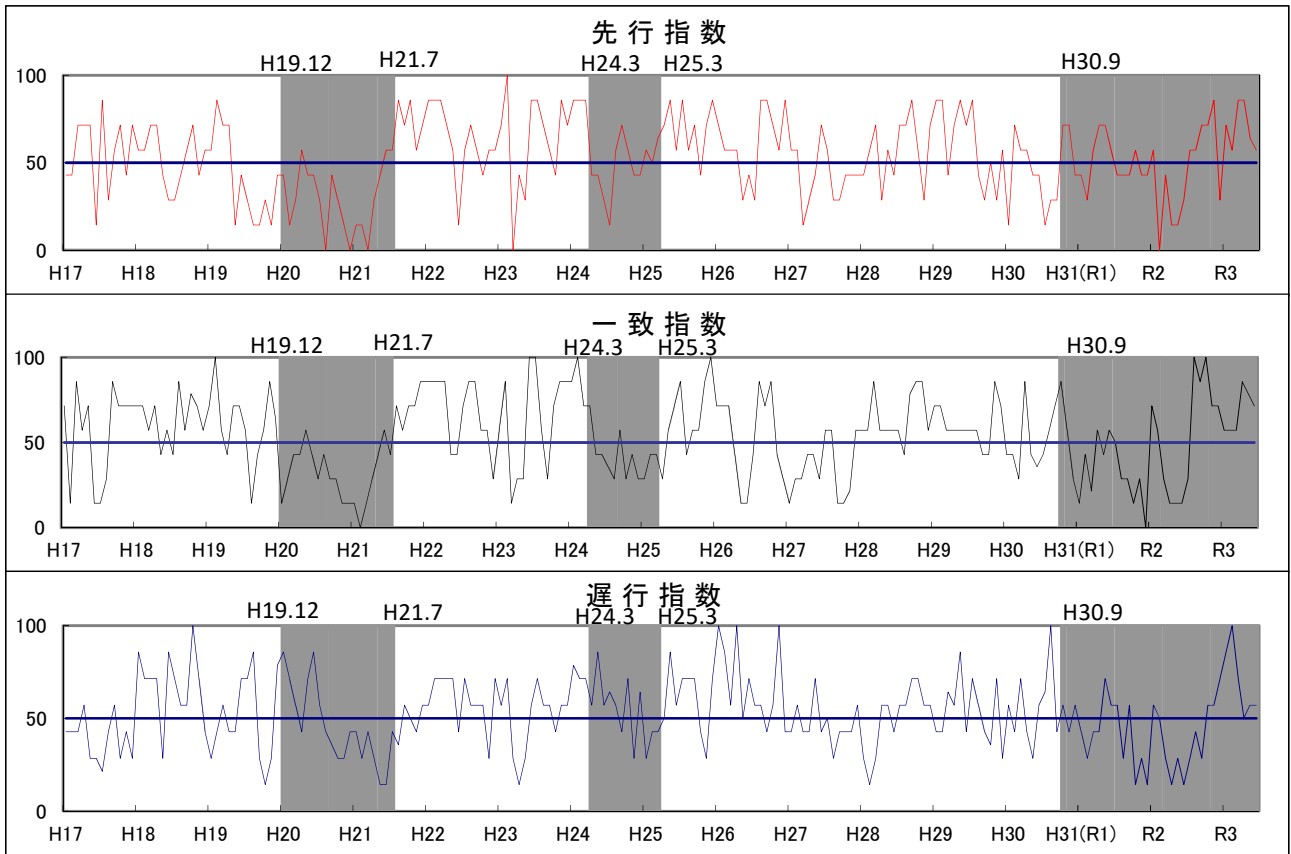 先行指数
H19.12 H21.7 H24.3 H25.3 H30.9
100
50
0
H17 H18 H19 H20 H21 H22 H23 H24 H25 H26 H27 H28 H29 H30 H31(R1) R2 R3
一致指数
H19.12 H21.7 H24.3 H25.3 H30.9
100
50
0
H17 H18 H19 H20 H21 H22 H23 H24 H25 H26 H27 H28 H29 H30 H31(R1) R2 R3
遅行指数
H19.12 H21.7 H24.3 H25.3 H30.9
100
50
0
H17 H18 H19 H20 H21 H22 H23 H24 H25 H26 H27 H28 H29 H30 H31(R1) R2 R3